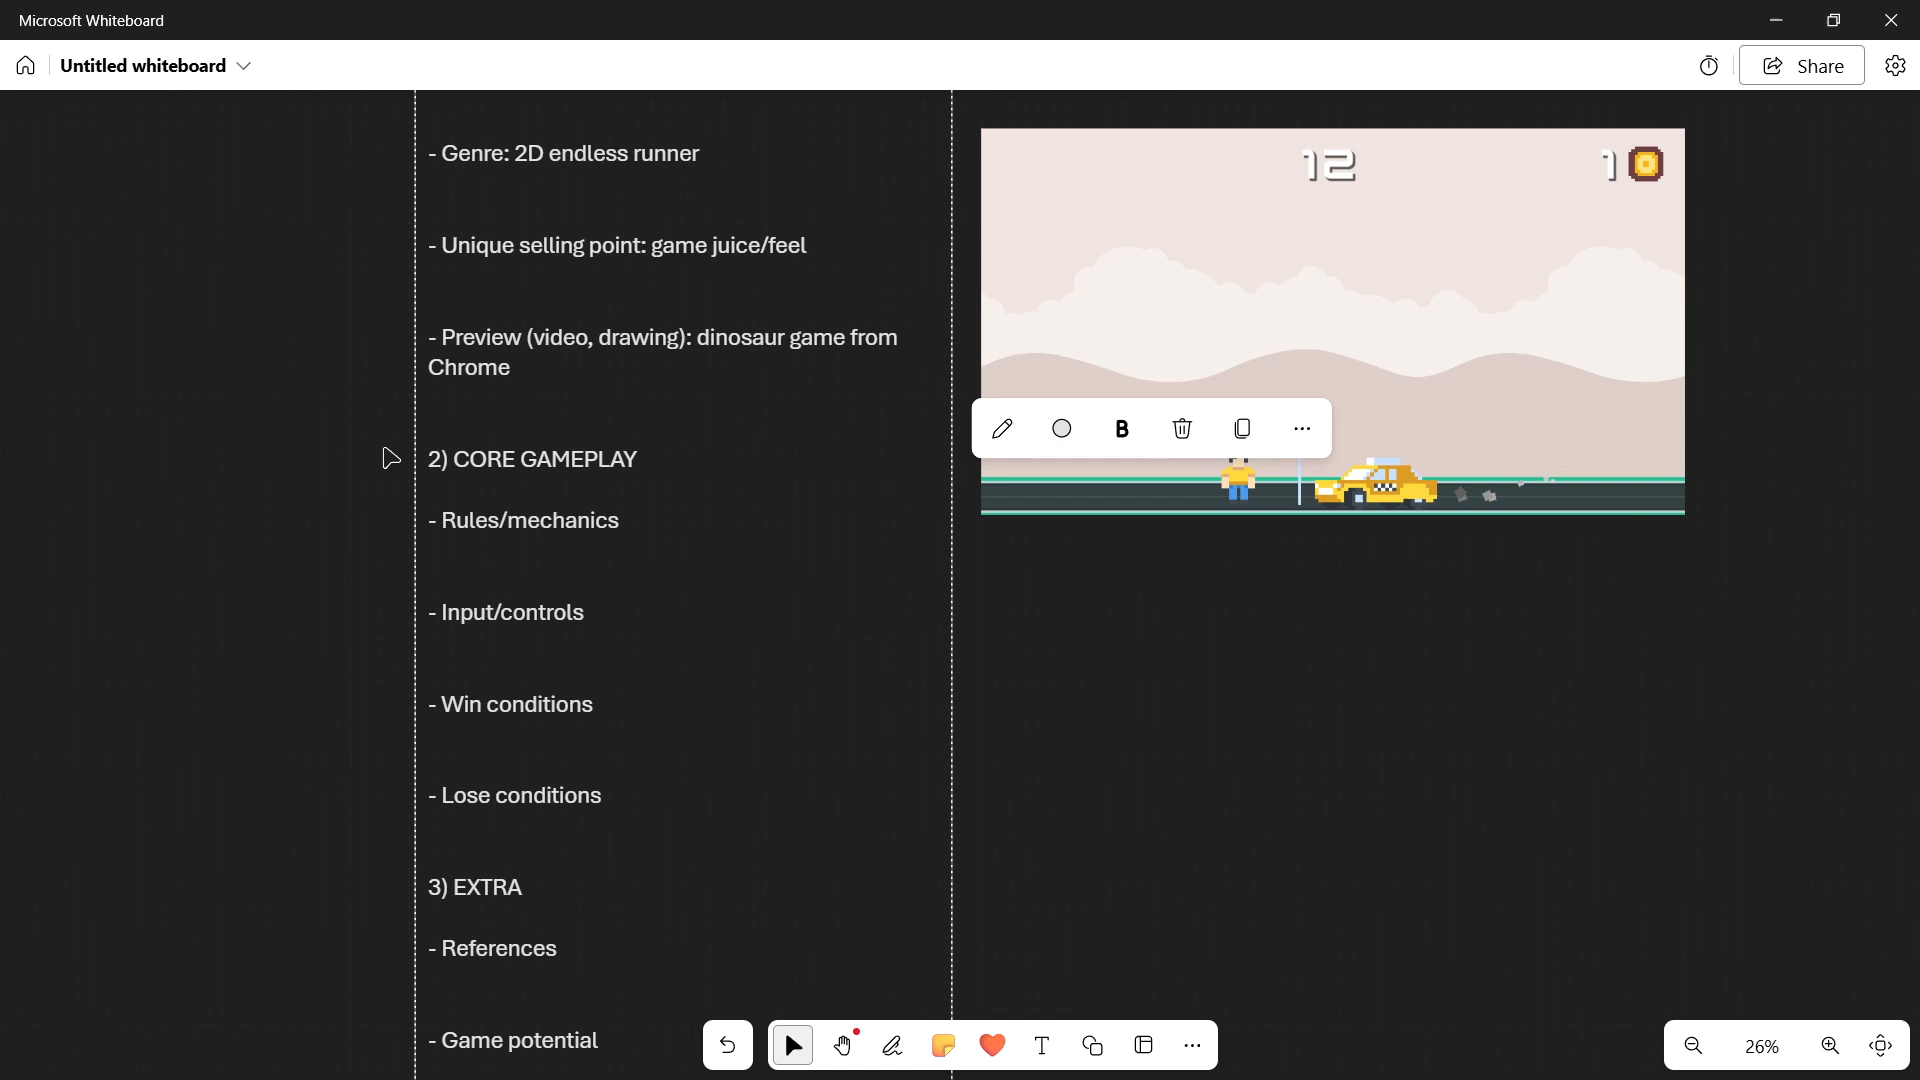 Microsoft Whiteboard
Untitled whiteboard
Share
- Genre: 2D endless runner
- Unique selling point: game juice/feel
- Preview (video, drawing): dinosaur game from
Chrome
2) CORE GAMEPLAY
- Rules/mechanics
- Input/controls
- Win conditions
- Lose conditions
3) EXTRA
- References
- Game potential
12
1
B
26%